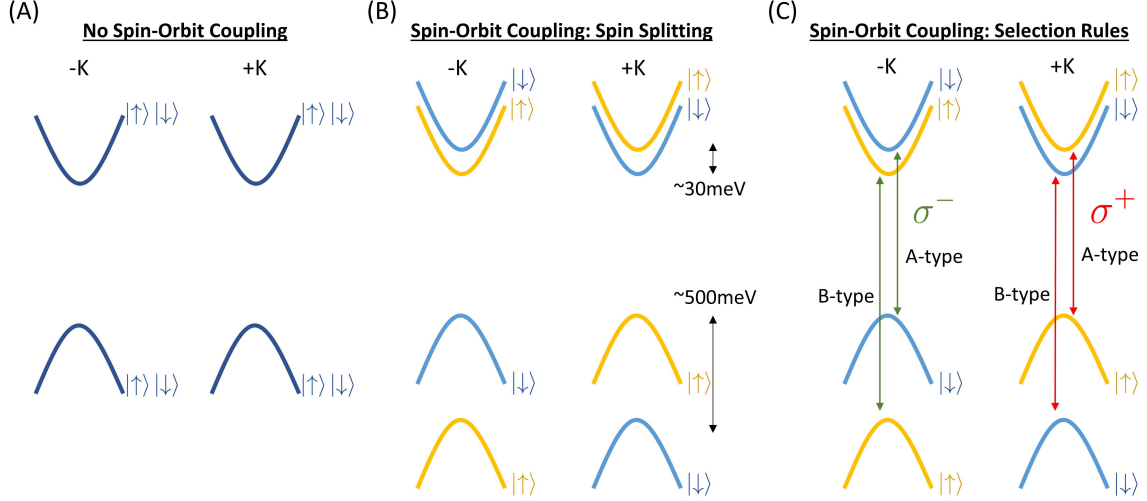 (A)
No Spin-Orbit Coupling
-K +K
|↑⟩ |↓⟩ |↑⟩ |↓⟩
|↑⟩ |↓⟩ |↑⟩ |↓⟩
(B)
Spin-Orbit Coupling: Spin Splitting
-K +K
|↓⟩ |↑⟩
|↑⟩ |↓⟩
~30meV
~500meV
|↓⟩ |↑⟩
|↑⟩ |↓⟩
(C)
Spin-Orbit Coupling: Selection Rules
-K +K
|↓⟩ |↑⟩
|↑⟩ |↓⟩
σ⁻ σ⁺
A-type A-type
B-type B-type
|↓⟩ |↑⟩
|↑⟩ |↓⟩